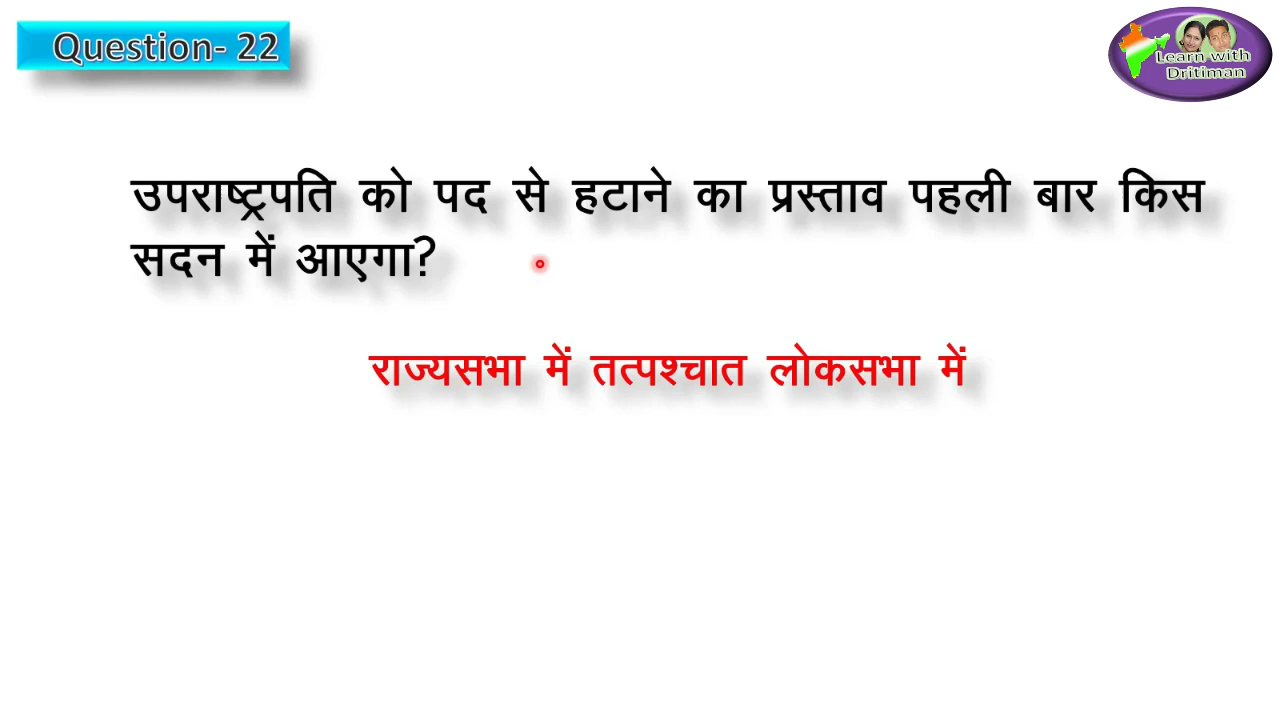 Question- 22
Learn with
Dritiman
उपराष्ट्रपति को पद से हटाने का प्रस्ताव पहली बार किस
सदन में आएगा?
राज्यसभा में तत्पश्चात लोकसभा में